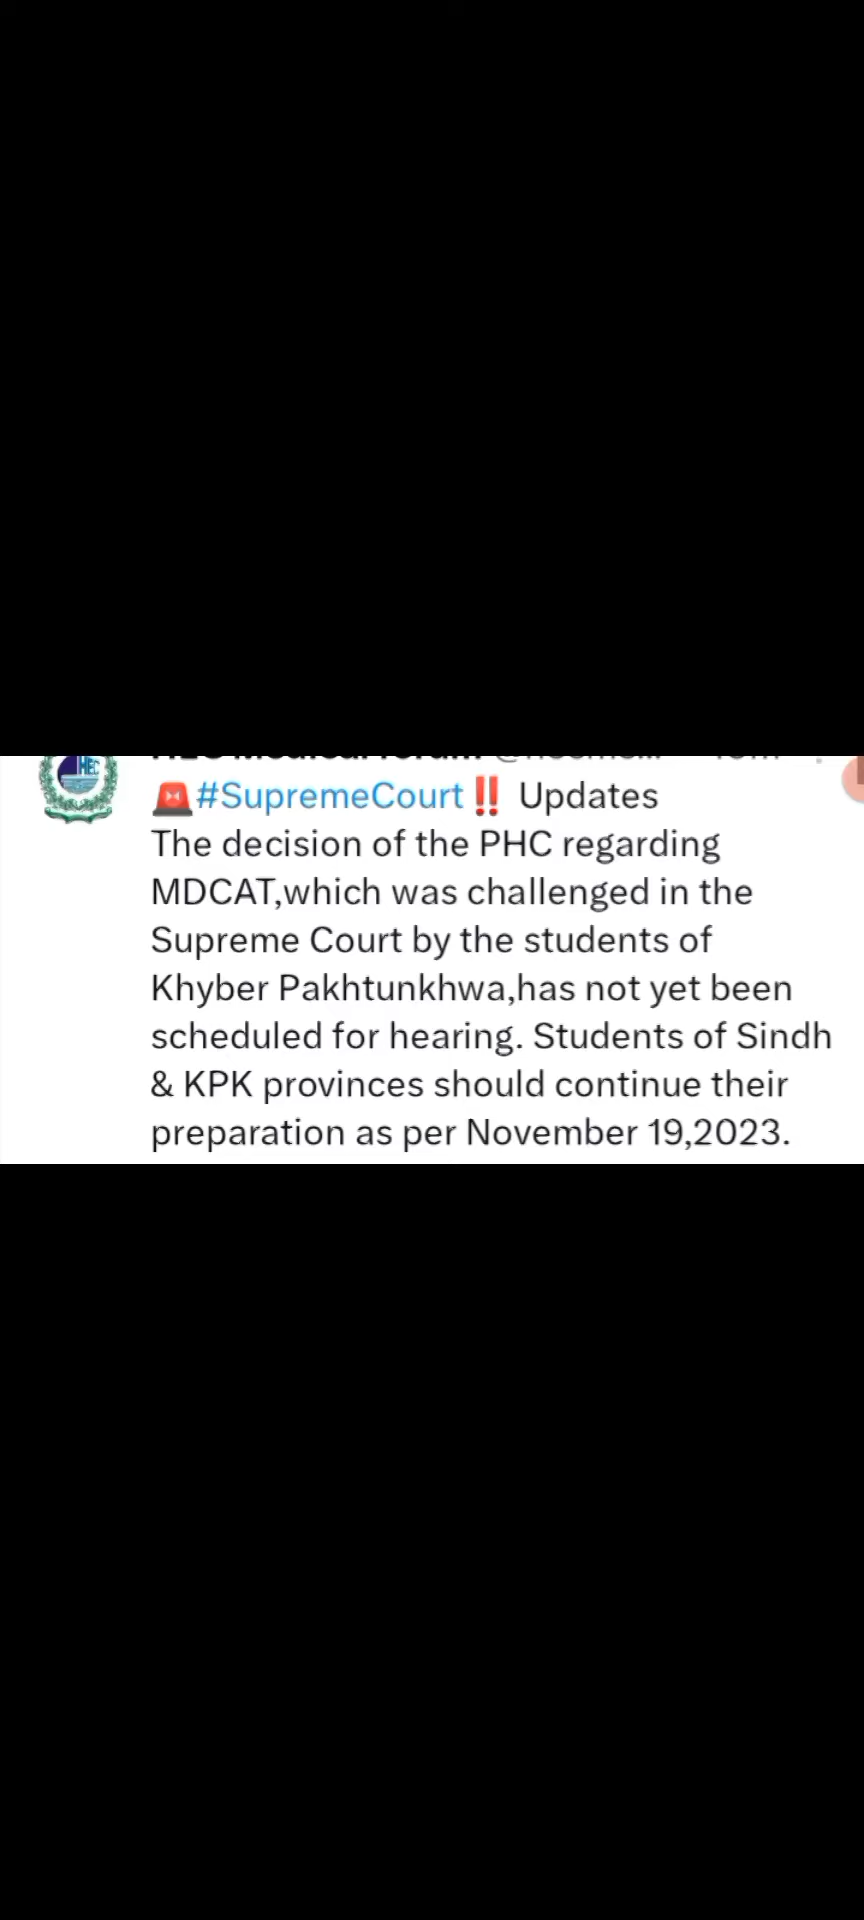 HEC
🚨#SupremeCourt‼️ Updates
The decision of the PHC regarding
MDCAT,which was challenged in the
Supreme Court by the students of
Khyber Pakhtunkhwa,has not yet been
scheduled for hearing. Students of Sindh
& KPK provinces should continue their
preparation as per November 19,2023.